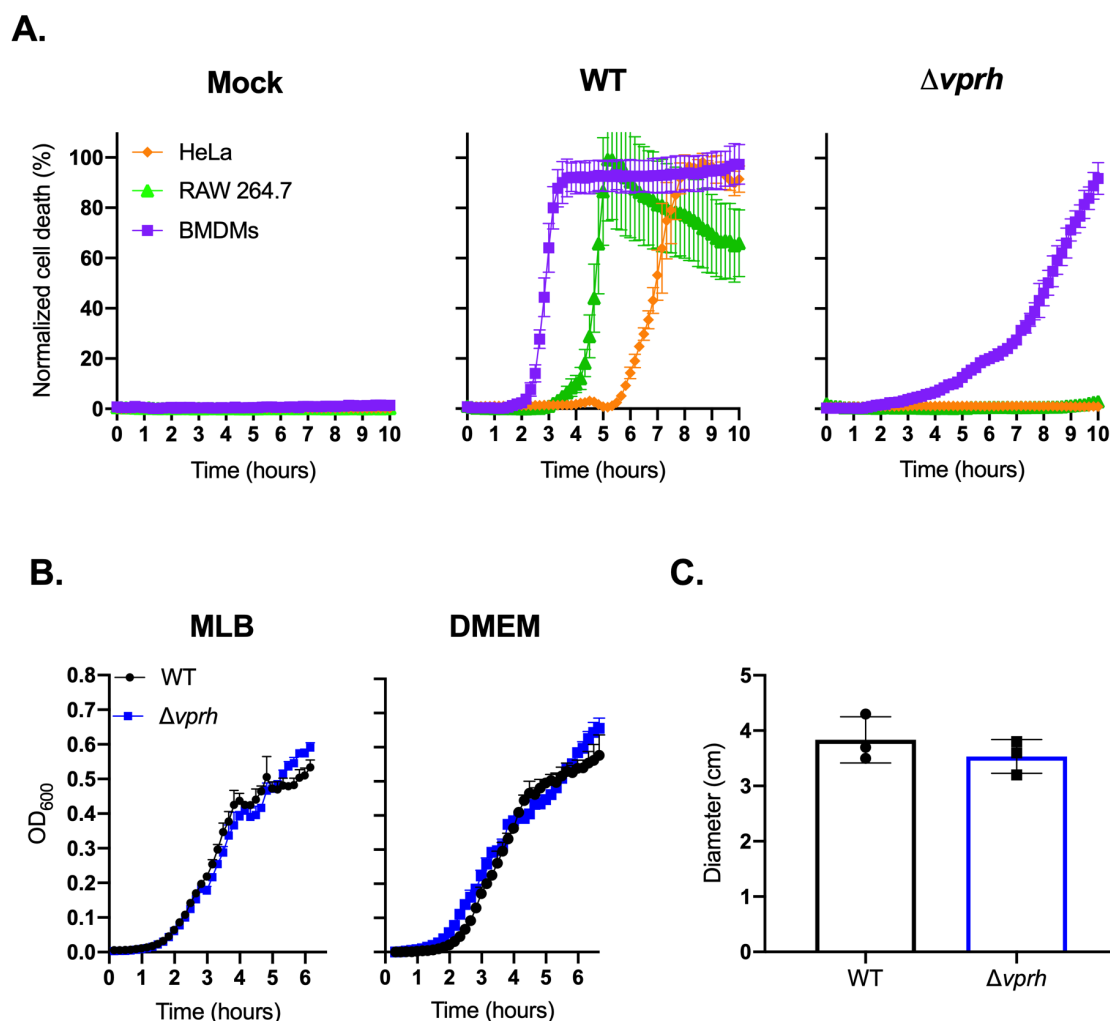 A.
Mock
WT
Δvprh
Normalized cell death (%)
100
80
60
40
20
0
HeLa
RAW 264.7
BMDMs
0 1 2 3 4 5 6 7 8 9 10
0 1 2 3 4 5 6 7 8 9 10
0 1 2 3 4 5 6 7 8 9 10
Time (hours)
Time (hours)
Time (hours)
B.
MLB
DMEM
OD600
0.8
0.7
0.6
0.5
0.4
0.3
0.2
0.1
0.0
WT
Δvprh
0 1 2 3 4 5 6
0 1 2 3 4 5 6
Time (hours)
Time (hours)
C.
Diameter (cm)
5
4
3
2
1
0
WT
Δvprh